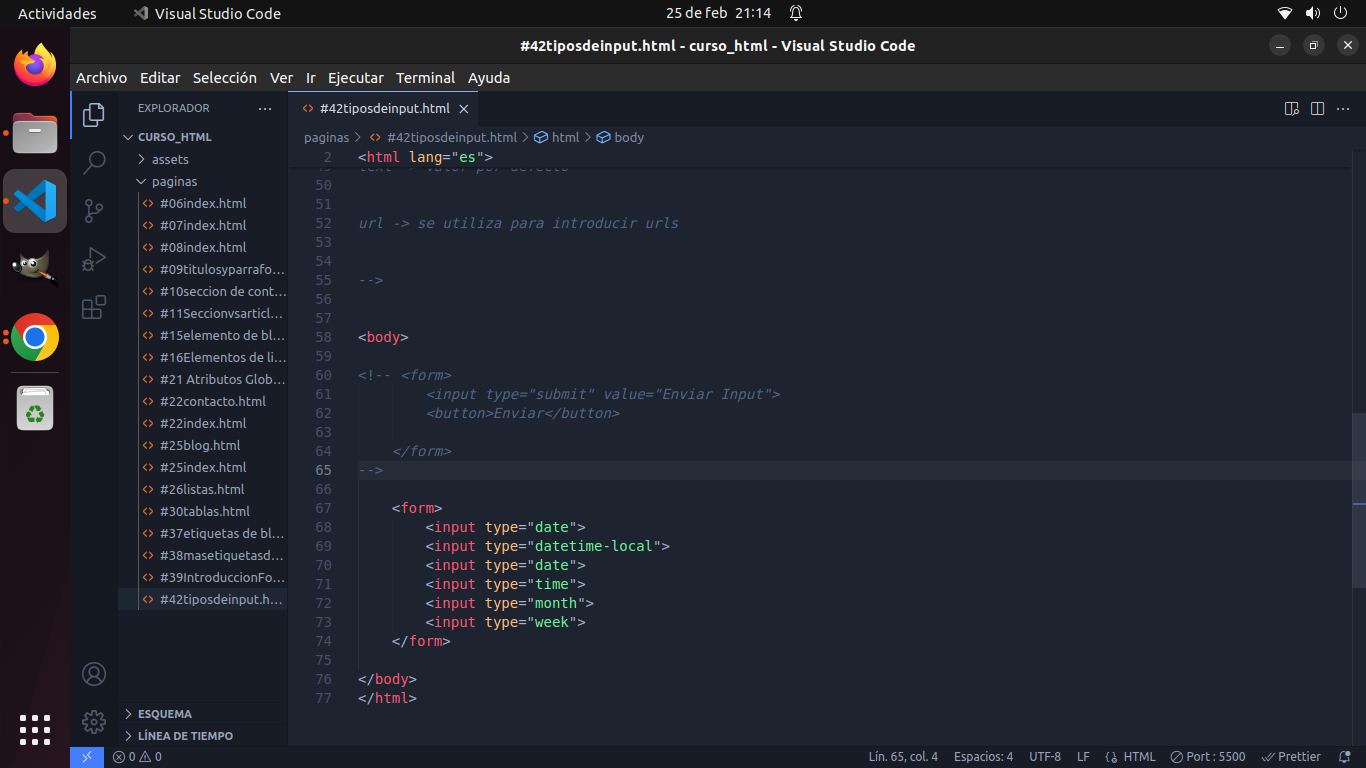 Actividades
Visual Studio Code
25 de feb 21:14
#42tiposdeinput.html - curso_html - Visual Studio Code
Archivo Editar Selección Ver Ir Ejecutar Terminal Ayuda
EXPLORADOR
CURSO_HTML
assets
paginas
#06index.html
#07index.html
#08index.html
#09titulosyparrafo...
#10seccion de cont...
#11Seccionvsarticl...
#15elemento de bl...
#16Elementos de li...
#21 Atributos Glob...
#22contacto.html
#22index.html
#25blog.html
#25index.html
#26listas.html
#30tablas.html
#37etiquetas de bl...
#38masetiquetasd...
#39IntroduccionFo...
#42tiposdeinput.h...
ESQUEMA
LÍNEA DE TIEMPO
#42tiposdeinput.html
paginas > #42tiposdeinput.html > html > body
2 <html lang="es">
49 text -> valor por defecto
50
51
52 url -> se utiliza para introducir urls
53
54
55 -->
56
57
58 <body>
59
60 <!-- <form>
61 <input type="submit" value="Enviar Input">
62 <button>Enviar</button>
63
64 </form>
65 -->
66
67 <form>
68 <input type="date">
69 <input type="datetime-local">
70 <input type="date">
71 <input type="time">
72 <input type="month">
73 <input type="week">
74 </form>
75
76 </body>
77 </html>
0 0
Lín. 65, col. 4 Espacios: 4 UTF-8 LF HTML Port : 5500 Prettier